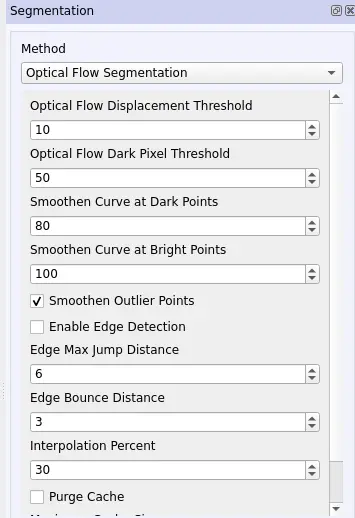 Segmentation
Method
Optical Flow Segmentation
Optical Flow Displacement Threshold
10
Optical Flow Dark Pixel Threshold
50
Smoothen Curve at Dark Points
80
Smoothen Curve at Bright Points
100
Smoothen Outlier Points
Enable Edge Detection
Edge Max Jump Distance
6
Edge Bounce Distance
3
Interpolation Percent
30
Purge Cache